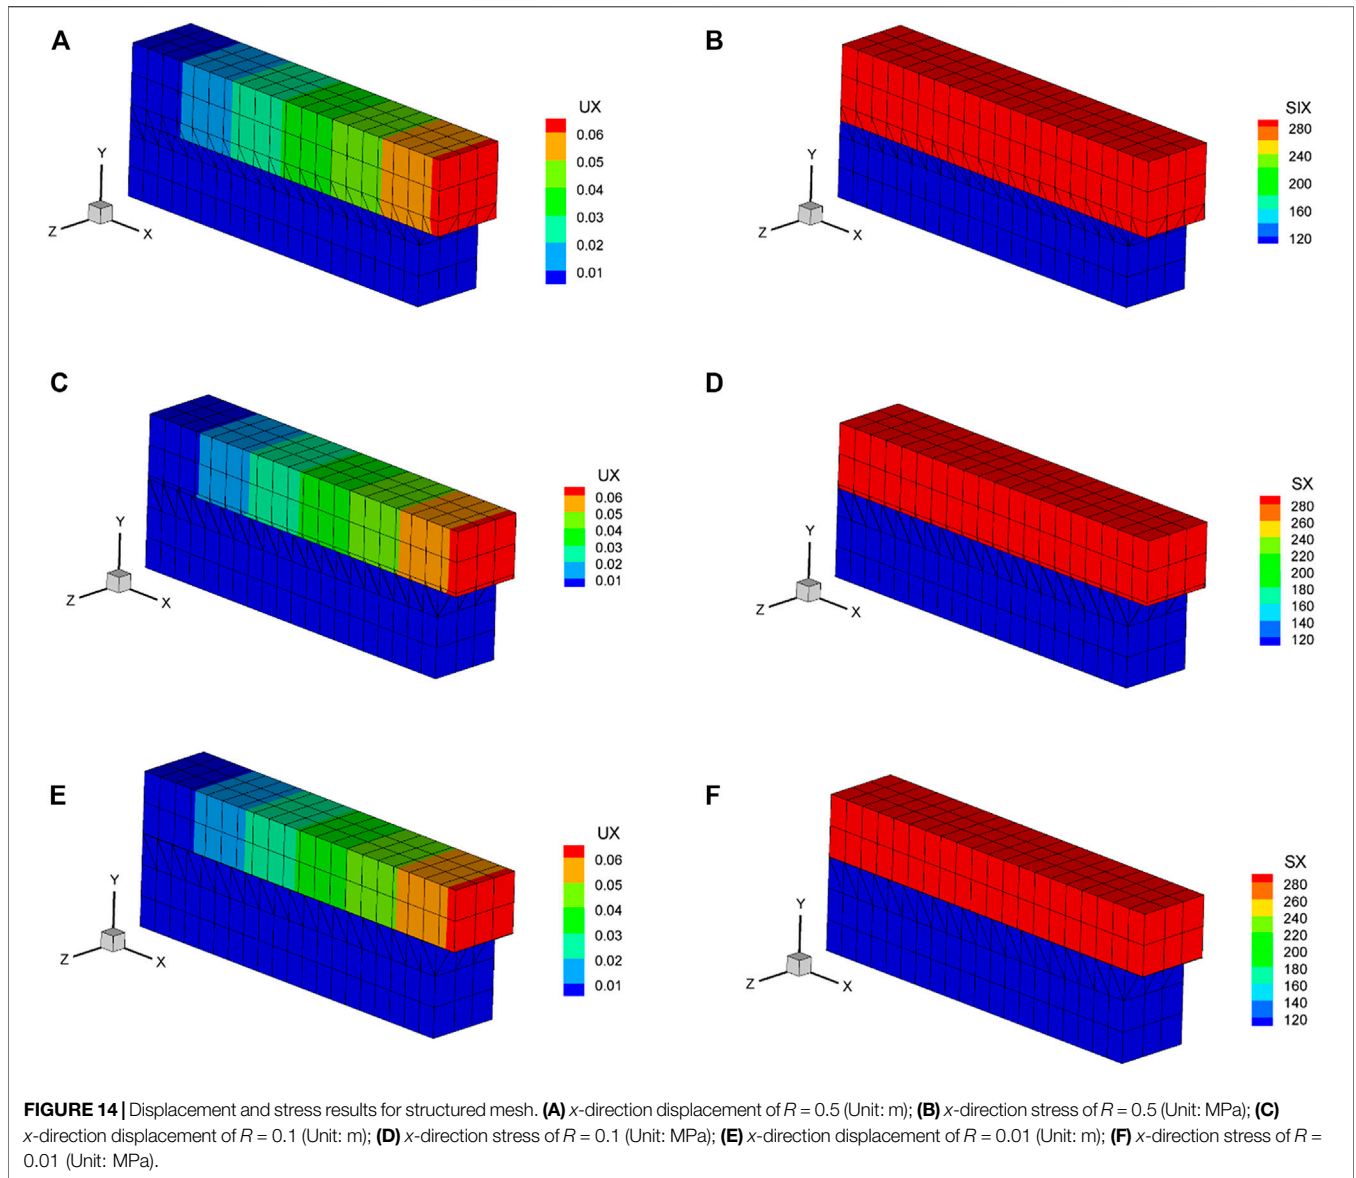 A
UX
0.06
0.05
0.04
0.03
0.02
0.01
Y
Z
X
B
SIX
280
240
200
160
120
Y
Z
X
C
UX
0.06
0.05
0.04
0.03
0.02
0.01
Y
Z
X
D
SX
280
260
240
220
200
180
160
140
120
Y
Z
X
E
UX
0.06
0.05
0.04
0.03
0.02
0.01
Y
Z
X
F
SX
280
260
240
220
200
180
160
140
120
Y
Z
X
FIGURE 14 | Displacement and stress results for structured mesh. (A) x-direction displacement of R = 0.5 (Unit: m); (B) x-direction stress of R = 0.5 (Unit: MPa); (C)
x-direction displacement of R = 0.1 (Unit: m); (D) x-direction stress of R = 0.1 (Unit: MPa); (E) x-direction displacement of R = 0.01 (Unit: m); (F) x-direction stress of R =
0.01 (Unit: MPa).